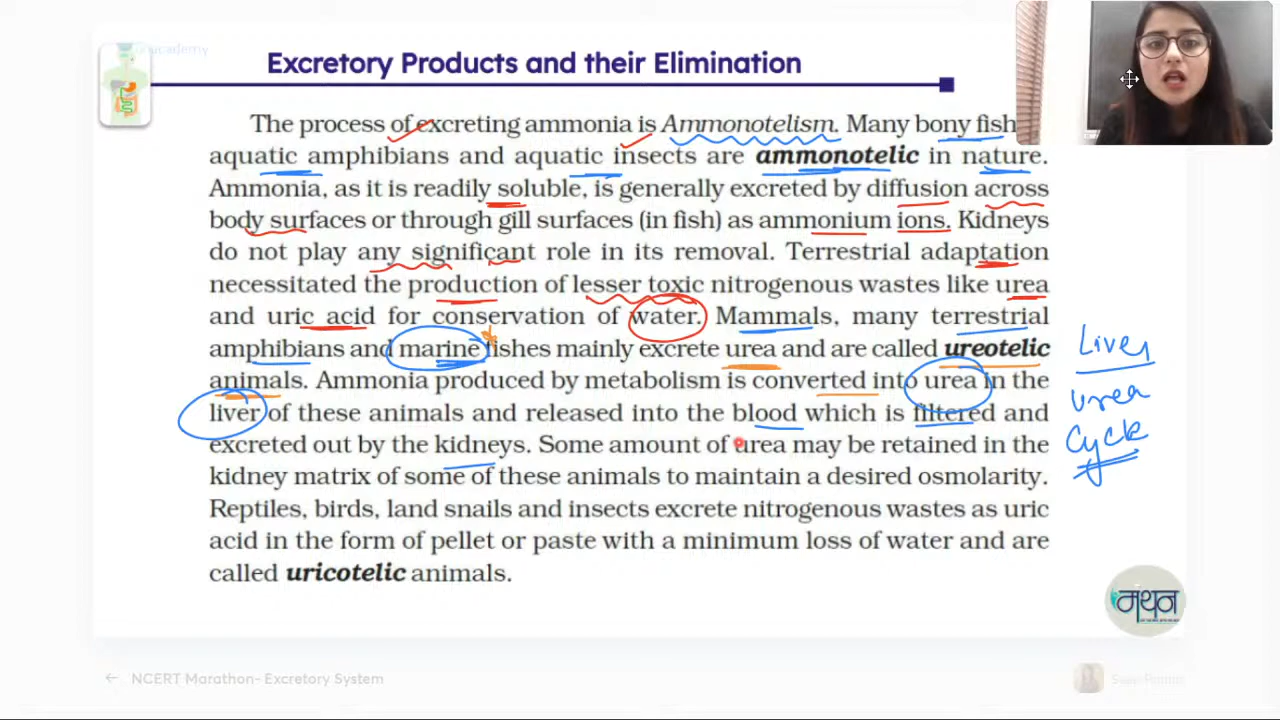 unacademy
Excretory Products and their Elimination
The process of excreting ammonia is Ammonotelism. Many bony fish
aquatic amphibians and aquatic insects are ammonotelic in nature.
Ammonia, as it is readily soluble, is generally excreted by diffusion across
body surfaces or through gill surfaces (in fish) as ammonium ions. Kidneys
do not play any significant role in its removal. Terrestrial adaptation
necessitated the production of lesser toxic nitrogenous wastes like urea
and uric acid for conservation of water. Mammals, many terrestrial
amphibians and marine fishes mainly excrete urea and are called ureotelic
animals. Ammonia produced by metabolism is converted into urea in the
liver of these animals and released into the blood which is filtered and
excreted out by the kidneys. Some amount of urea may be retained in the
kidney matrix of some of these animals to maintain a desired osmolarity.
Reptiles, birds, land snails and insects excrete nitrogenous wastes as uric
acid in the form of pellet or paste with a minimum loss of water and are
called uricotelic animals.
Liver
Urea
Cycle
मंथन
NCERT Marathon- Excretory System